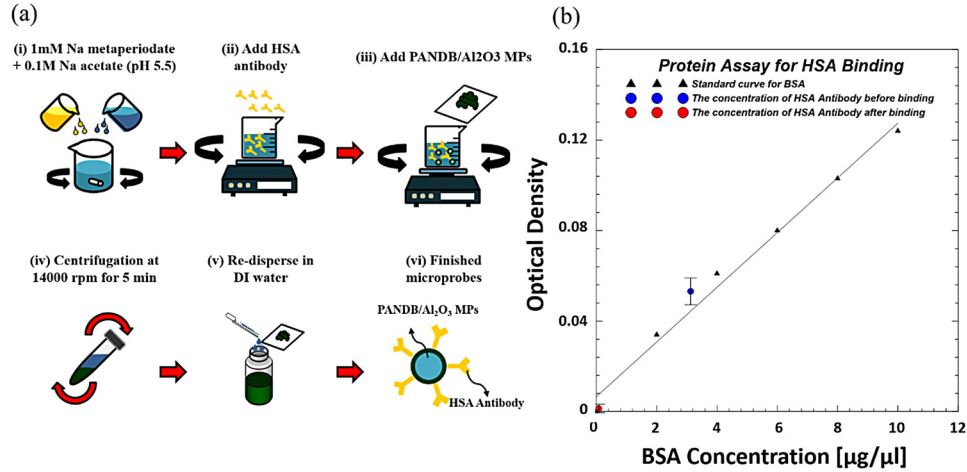 (a)
(i) 1mM Na metaperiodate
+ 0.1M Na acetate (pH 5.5)
(ii) Add HSA
antibody
(iii) Add PANDB/Al2O3 MPs
(iv) Centrifugation at
14000 rpm for 5 min
(v) Re-disperse in
DI water
(vi) Finished
microprobes
PANDB/Al₂O₃ MPs
HSA Antibody
(b)
Protein Assay for HSA Binding
Standard curve for BSA
The concentration of HSA Antibody before binding
The concentration of HSA Antibody after binding
Optical Density
0.16
0.12
0.08
0.04
0
0 2 4 6 8 10 12
BSA Concentration [µg/µl]